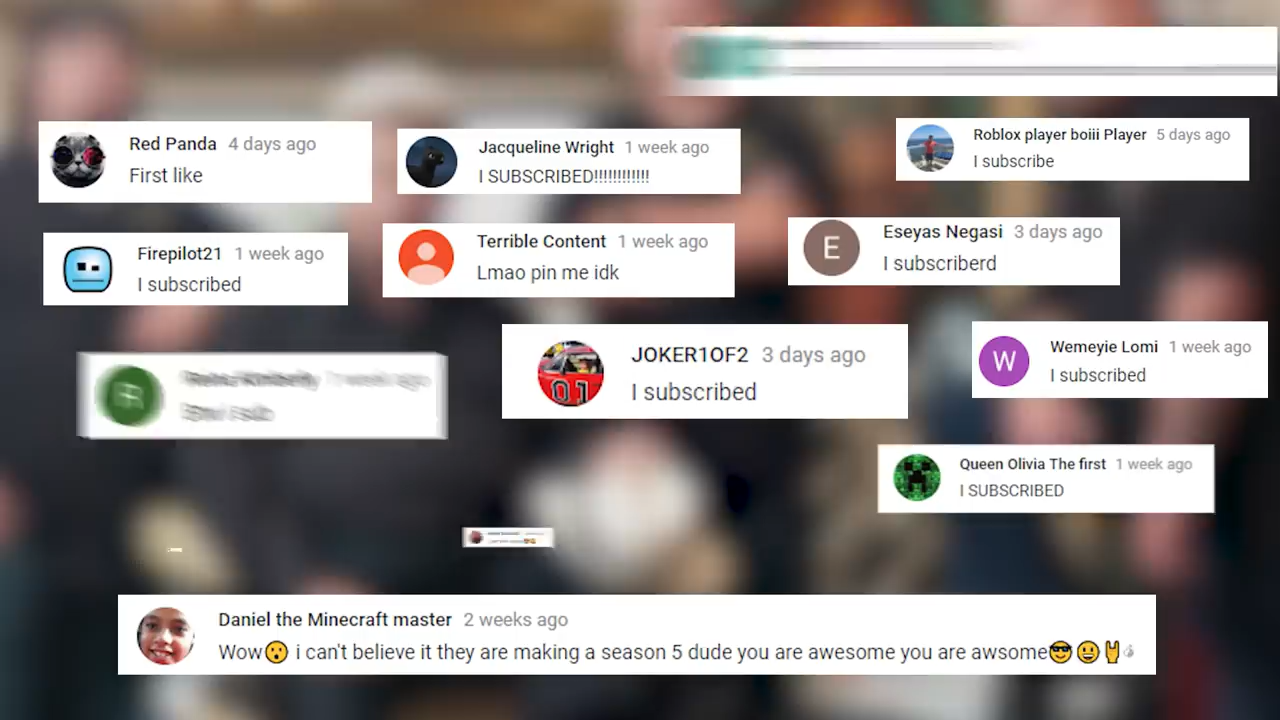 Red Panda 4 days ago
First like
Jacqueline Wright 1 week ago
I SUBSCRIBED!!!!!!!!!!!!
Roblox player boiii Player 5 days ago
I subscribe
Firepilot21 1 week ago
I subscribed
Terrible Content 1 week ago
Lmao pin me idk
E
Eseyas Negasi 3 days ago
I subscriberd
01
JOKER1OF2 3 days ago
I subscribed
W
Wemeyie Lomi 1 week ago
I subscribed
Queen Olivia The first 1 week ago
I SUBSCRIBED
Daniel the Minecraft master 2 weeks ago
Wow😮 i can't believe it they are making a season 5 dude you are awesome you are awsome😎😀🤘